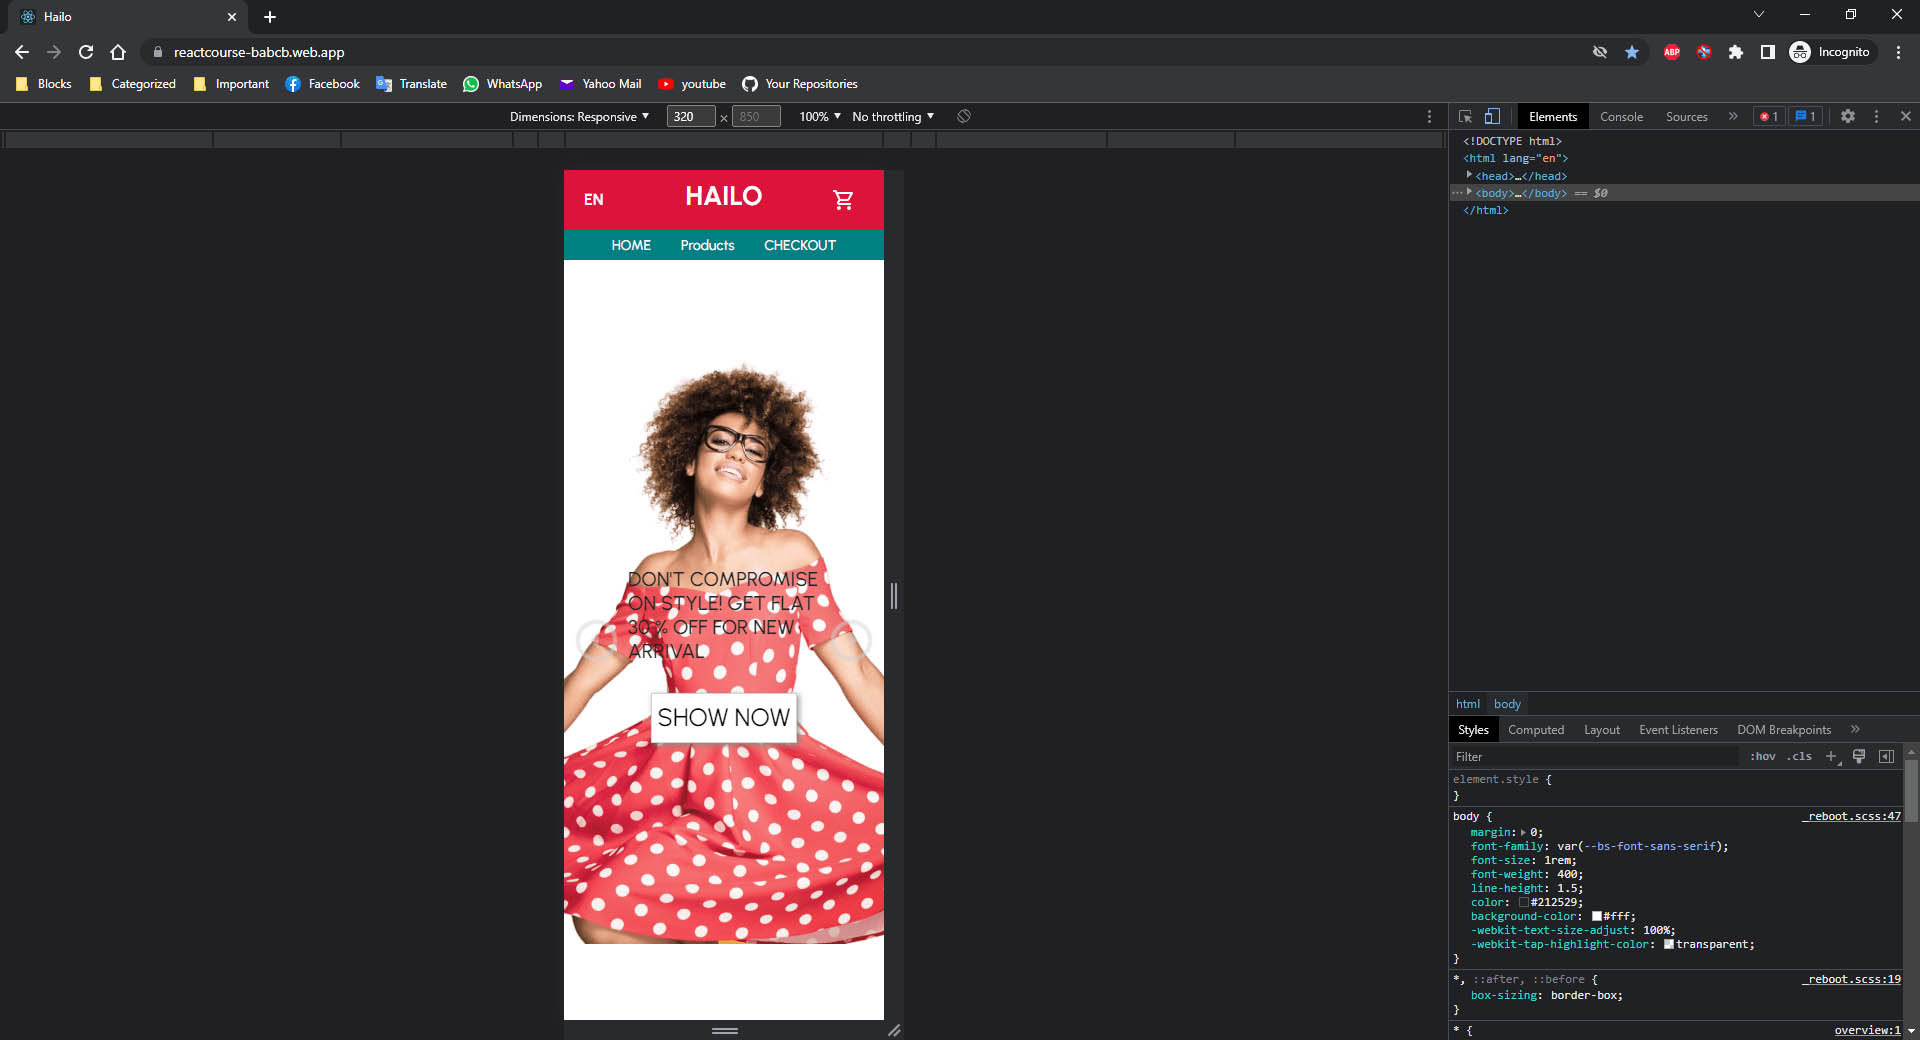 Hailo
reactcourse-babcb.web.app
ABP
Incognito
Blocks Categorized Important Facebook Translate WhatsApp Yahoo Mail youtube Your Repositories
Dimensions: Responsive 320 × 850 100% No throttling
Elements Console Sources » 1 1
<!DOCTYPE html>
<html lang="en">
<head>…</head>
<body>…</body> == $0
</html>
EN HAILO
HOME Products CHECKOUT
DON'T COMPROMISE
ON STYLE! GET FLAT
30 % OFF FOR NEW
ARRIVAL
SHOW NOW
html body
Styles Computed Layout Event Listeners DOM Breakpoints »
Filter :hov .cls +
element.style {
}
body { _reboot.scss:47
margin: 0;
font-family: var(--bs-font-sans-serif);
font-size: 1rem;
font-weight: 400;
line-height: 1.5;
color: #212529;
background-color: #fff;
-webkit-text-size-adjust: 100%;
-webkit-tap-highlight-color: transparent;
}
*, ::after, ::before { _reboot.scss:19
box-sizing: border-box;
}
* { overview:1